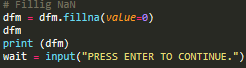 # Fillig NaN
dfm = dfm.fillna(value=0)
dfm
print (dfm)
wait = input("PRESS ENTER TO CONTINUE.")